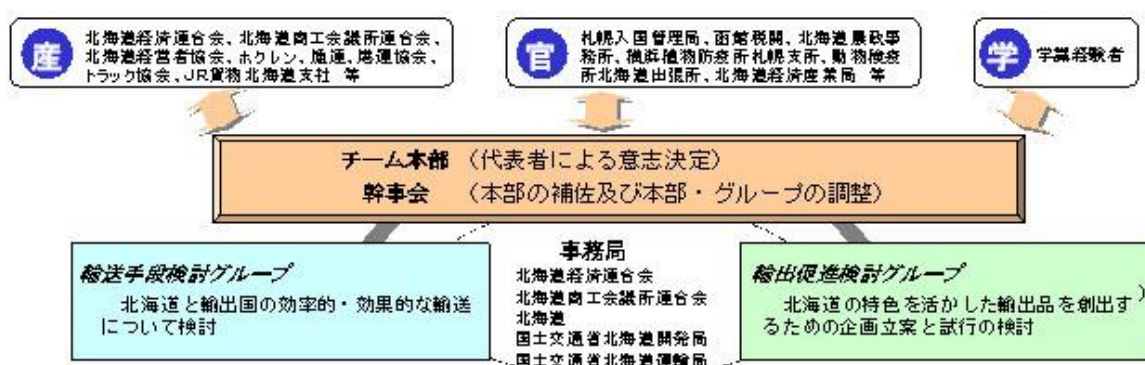 産
北海道経済連合会、北海道商工会議所連合会、
北海道経営者協会、ホクレン、通運、港運協会、
トラック協会、JR貨物北海道支社 等
官
札幌入国管理局、函館税関、北海道農政事
務所、横浜植物防疫所札幌支所、動物検疫
所北海道出張所、北海道経済産業局 等
学
学識経験者
チーム本部 (代表者による意志決定)
幹事会 (本部の補佐及び本部・グループの調整)
輸送手段検討グループ
北海道と輸出国の効率的・効果的な輸送
について検討
事務局
北海道経済連合会
北海道商工会議所連合会
北海道
国土交通省北海道開発局
国土交通省北海道運輸局
輸出促進検討グループ
北海道の特色を活かした輸出品を創出す
るための企画立案と試行の検討
)